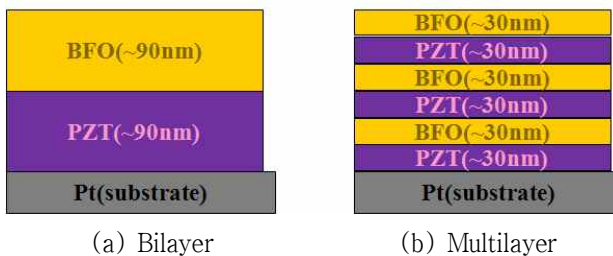 BFO(~90nm)
PZT(~90nm)
Pt(substrate)
(a) Bilayer
BFO(~30nm)
PZT(~30nm)
BFO(~30nm)
PZT(~30nm)
BFO(~30nm)
PZT(~30nm)
Pt(substrate)
(b) Multilayer